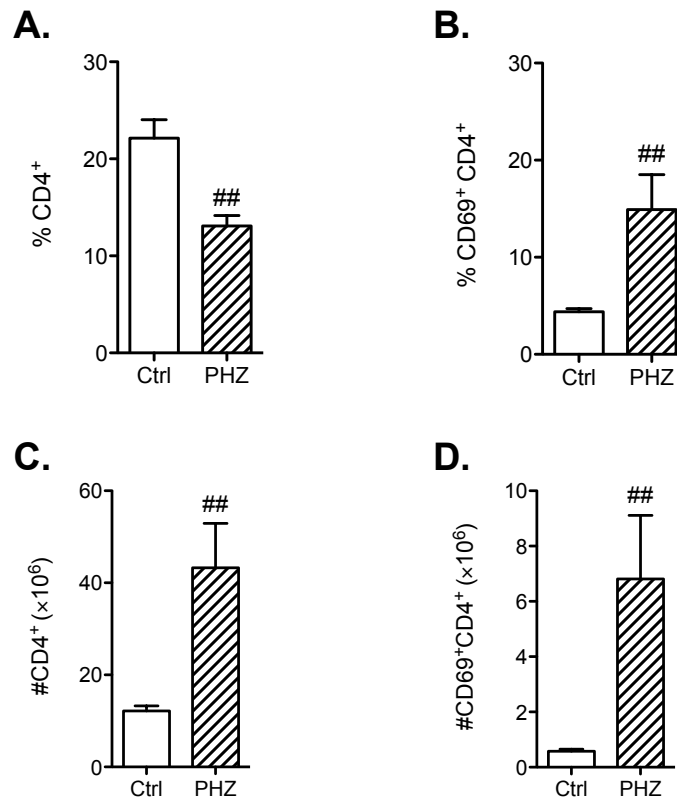 A.
30
20
10
0
% CD4⁺
##
Ctrl PHZ
B.
30
20
10
0
% CD69⁺ CD4⁺
##
Ctrl PHZ
C.
60
40
20
0
#CD4⁺ (×10⁶)
##
Ctrl PHZ
D.
10
8
6
4
2
0
#CD69⁺CD4⁺ (×10⁶)
##
Ctrl PHZ